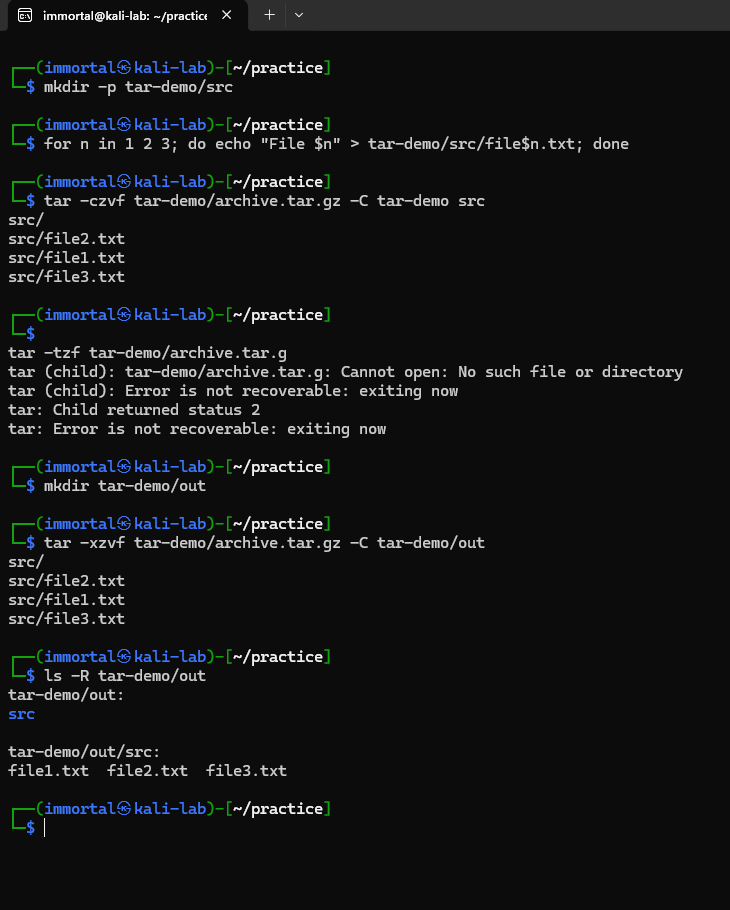 immortal@kali-lab: ~/practice
┌──(immortal㉿kali-lab)-[~/practice]
└─$ mkdir -p tar-demo/src
┌──(immortal㉿kali-lab)-[~/practice]
└─$ for n in 1 2 3; do echo "File $n" > tar-demo/src/file$n.txt; done
┌──(immortal㉿kali-lab)-[~/practice]
└─$ tar -czvf tar-demo/archive.tar.gz -C tar-demo src
src/
src/file2.txt
src/file1.txt
src/file3.txt
┌──(immortal㉿kali-lab)-[~/practice]
└─$
tar -tzf tar-demo/archive.tar.g
tar (child): tar-demo/archive.tar.g: Cannot open: No such file or directory
tar (child): Error is not recoverable: exiting now
tar: Child returned status 2
tar: Error is not recoverable: exiting now
┌──(immortal㉿kali-lab)-[~/practice]
└─$ mkdir tar-demo/out
┌──(immortal㉿kali-lab)-[~/practice]
└─$ tar -xzvf tar-demo/archive.tar.gz -C tar-demo/out
src/
src/file2.txt
src/file1.txt
src/file3.txt
┌──(immortal㉿kali-lab)-[~/practice]
└─$ ls -R tar-demo/out
tar-demo/out:
src
tar-demo/out/src:
file1.txt  file2.txt  file3.txt
┌──(immortal㉿kali-lab)-[~/practice]
└─$